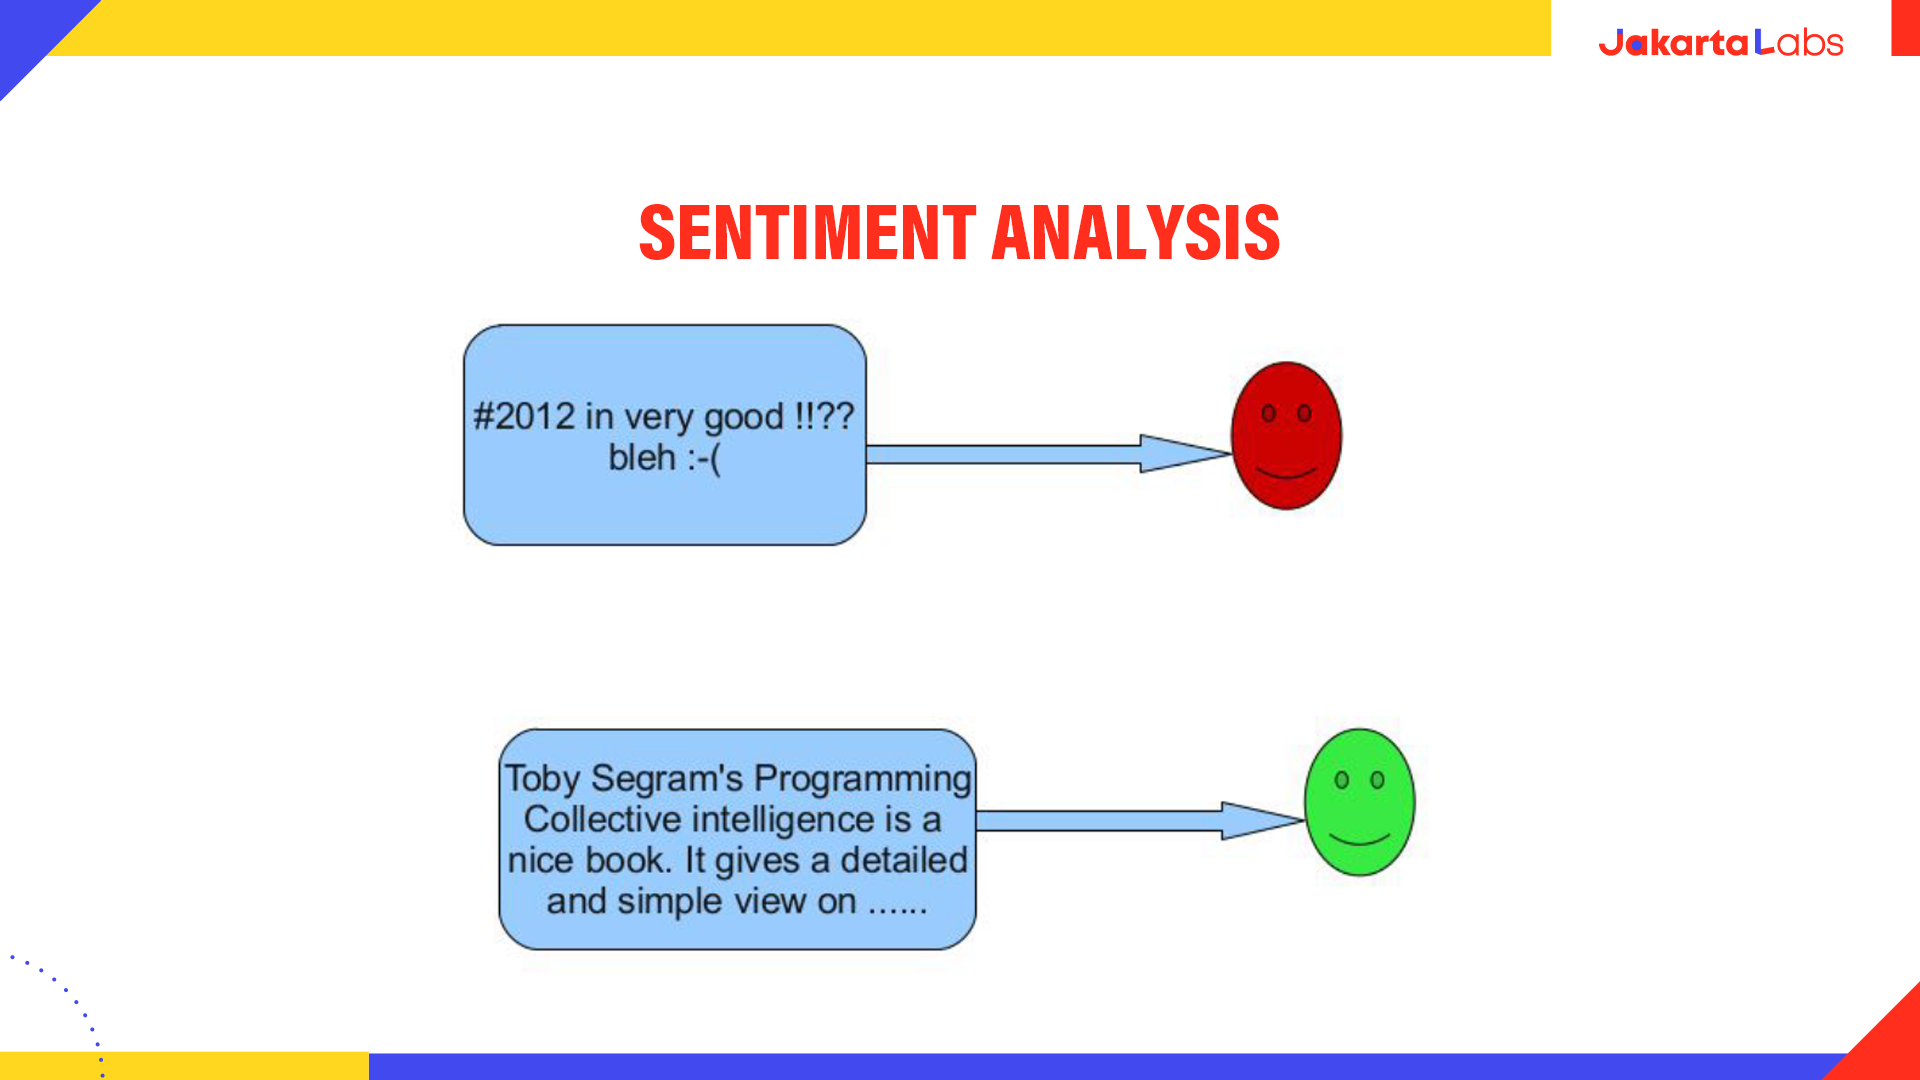 JakartaLabs
SENTIMENT ANALYSIS
#2012 in very good !!??
bleh :-(
Toby Segram's Programming
Collective intelligence is a
nice book. It gives a detailed
and simple view on ......